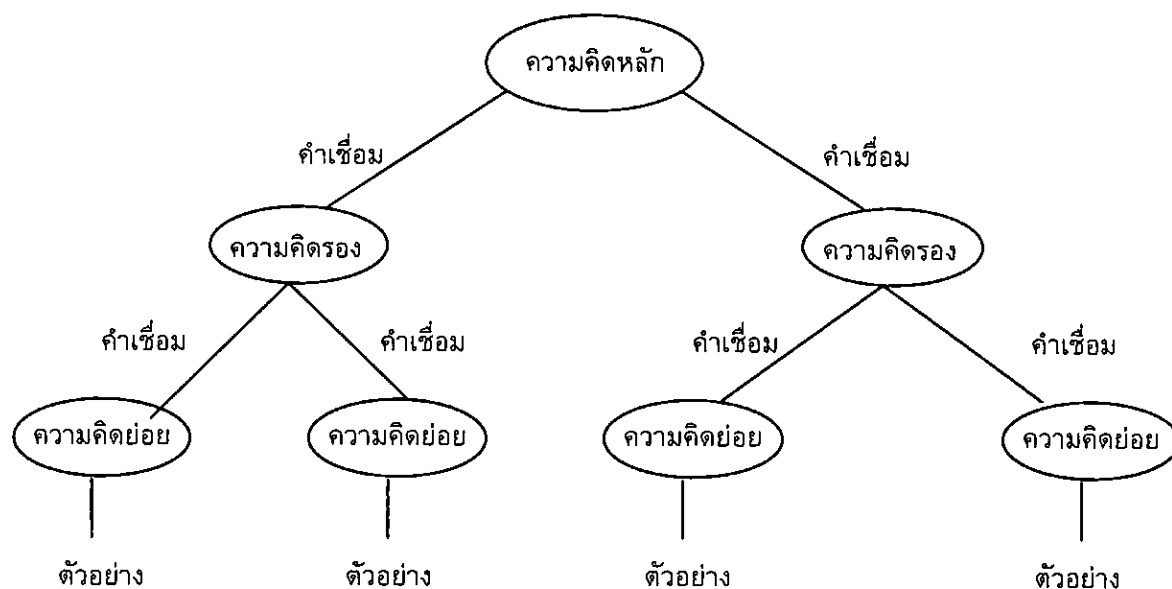 ความคิดหลัก
คำเชื่อม คำเชื่อม
ความคิดรอง ความคิดรอง
คำเชื่อม คำเชื่อม คำเชื่อม คำเชื่อม
ความคิดย่อย ความคิดย่อย ความคิดย่อย ความคิดย่อย
ตัวอย่าง ตัวอย่าง ตัวอย่าง ตัวอย่าง